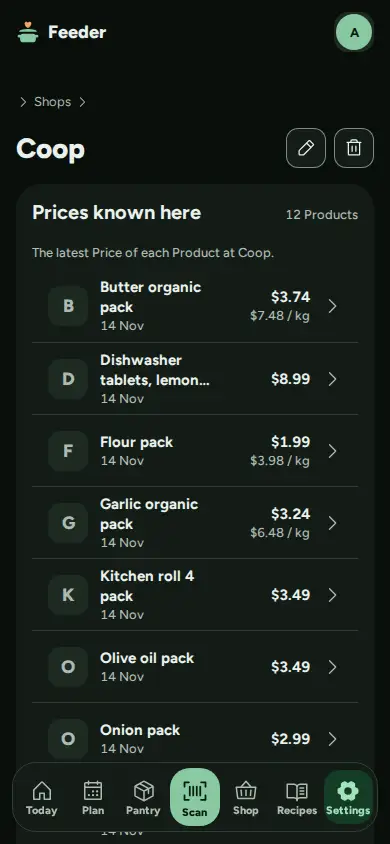 Feeder
A
Shops
Coop
Prices known here
12 Products
The latest Price of each Product at Coop.
B
Butter organic
pack
14 Nov
$3.74
$7.48 / kg
D
Dishwasher
tablets, lemon...
14 Nov
$8.99
F
Flour pack
14 Nov
$1.99
$3.98 / kg
G
Garlic organic
pack
14 Nov
$3.24
$6.48 / kg
K
Kitchen roll 4
pack
14 Nov
$3.49
O
Olive oil pack
14 Nov
$3.49
O
Onion pack
14 Nov
$2.99
Today
Plan
Pantry
Scan
Shop
Recipes
Settings
14 Nov